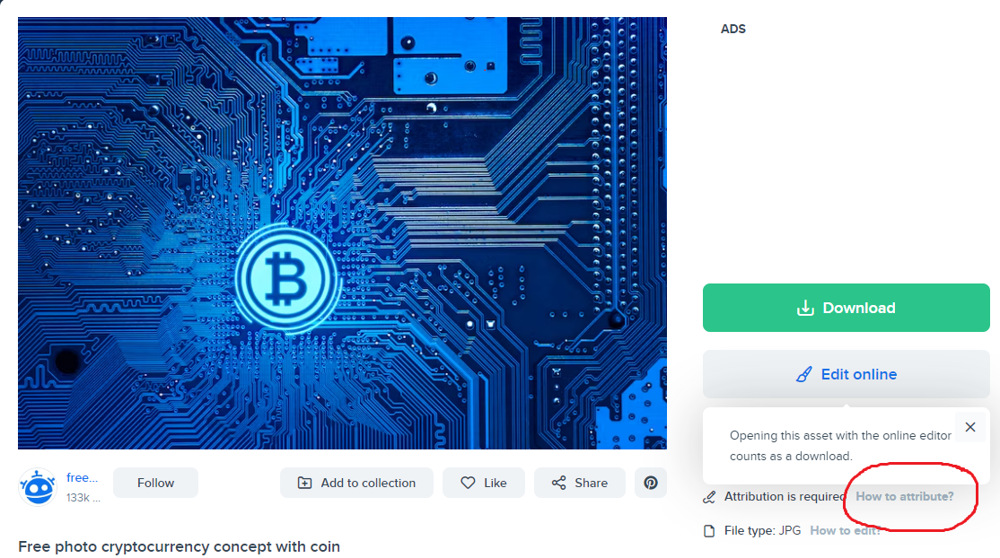 ADS
Download
Edit online
Opening this asset with the online editor
counts as a download.
free...
133k ...
Follow
Add to collection
Like
Share
Attribution is required
How to attribute?
File type: JPG
How to edit?
Free photo cryptocurrency concept with coin